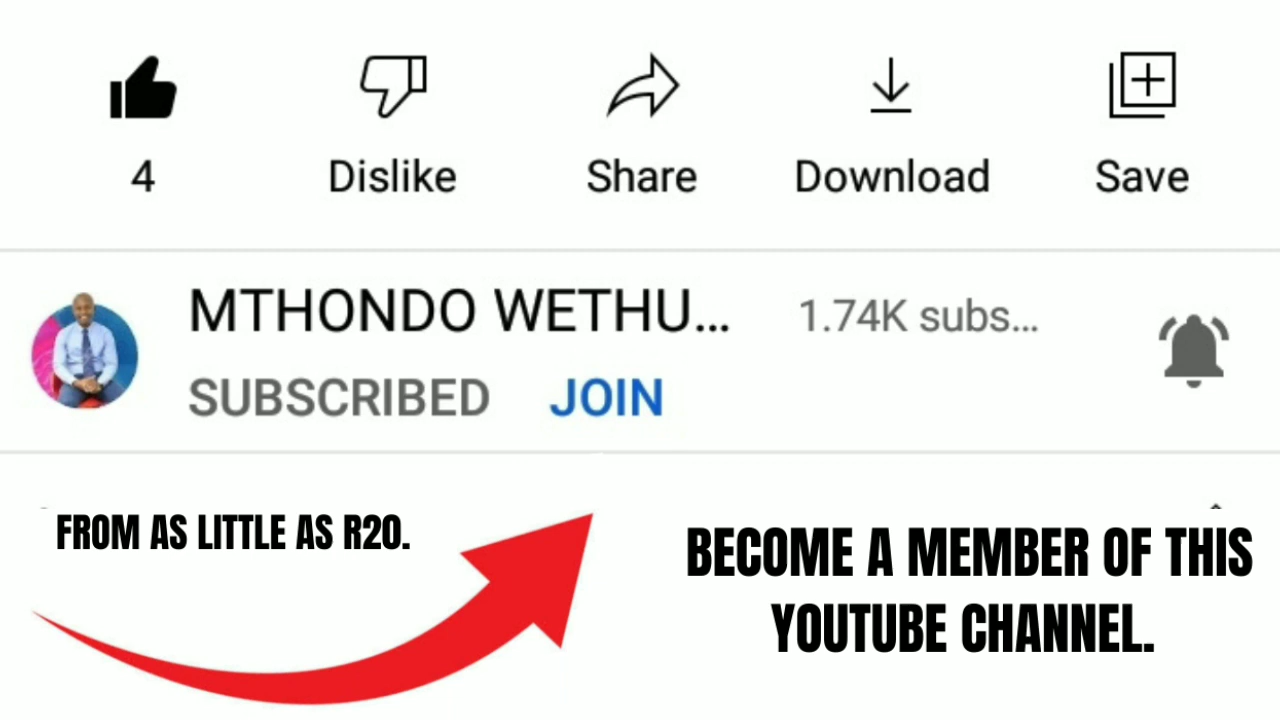 4 Dislike Share Download Save
MTHONDO WETHU... 1.74K subs...
SUBSCRIBED JOIN
FROM AS LITTLE AS R20.
BECOME A MEMBER OF THIS
YOUTUBE CHANNEL.